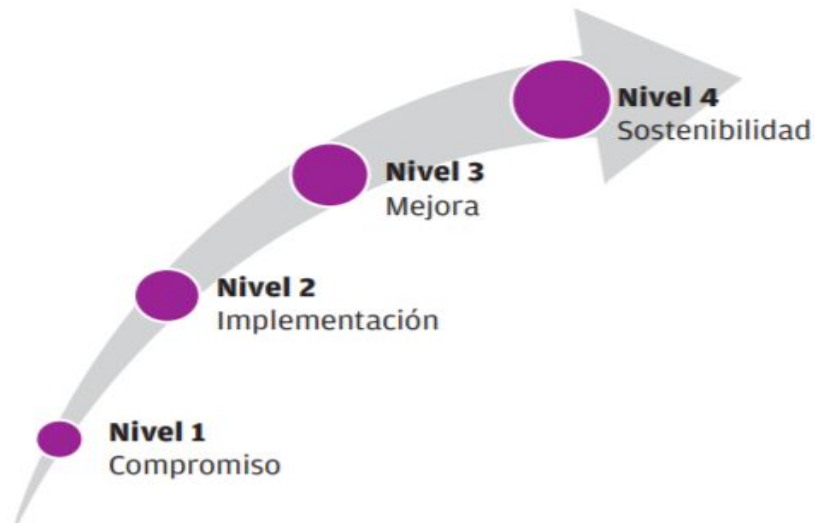 Nivel 4
Sostenibilidad
Nivel 3
Mejora
Nivel 2
Implementación
Nivel 1
Compromiso